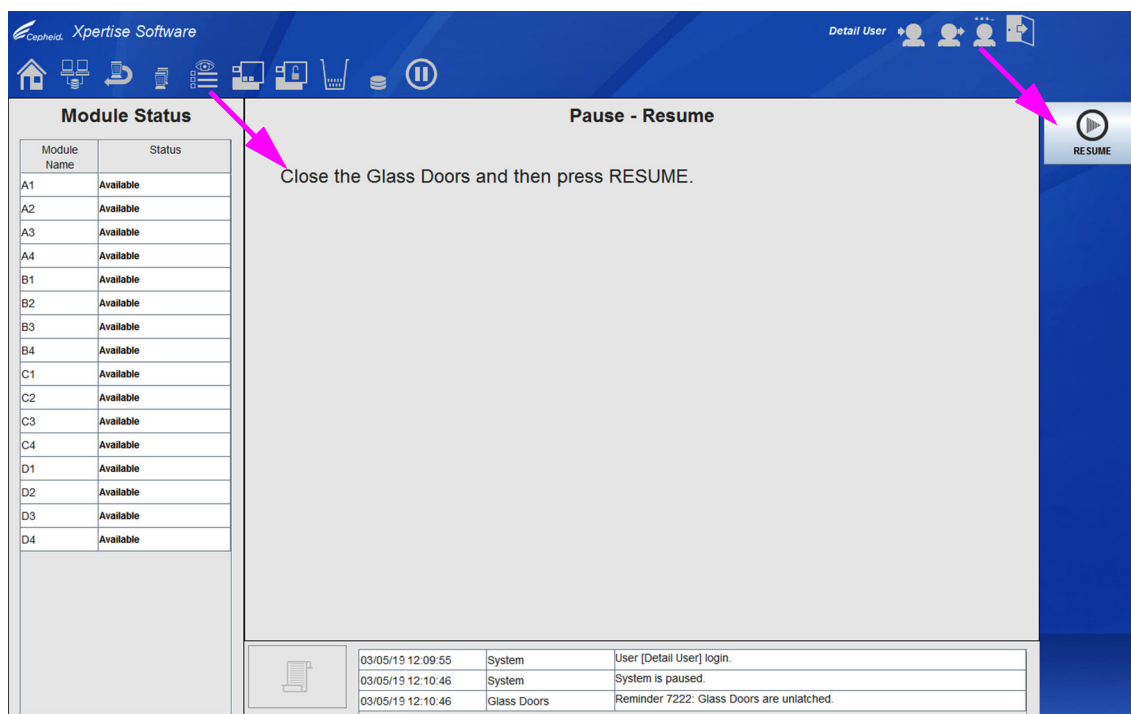 Cepheid. Xpertise Software
Detail User
Module Status
Pause - Resume
RESUME
Module Name Status
Close the Glass Doors and then press RESUME.
A1 Available
A2 Available
A3 Available
A4 Available
B1 Available
B2 Available
B3 Available
B4 Available
C1 Available
C2 Available
C3 Available
C4 Available
D1 Available
D2 Available
D3 Available
D4 Available
03/05/19 12:09:55 System User [Detail User] login.
03/05/19 12:10:46 System System is paused.
03/05/19 12:10:46 Glass Doors Reminder 7222: Glass Doors are unlatched.